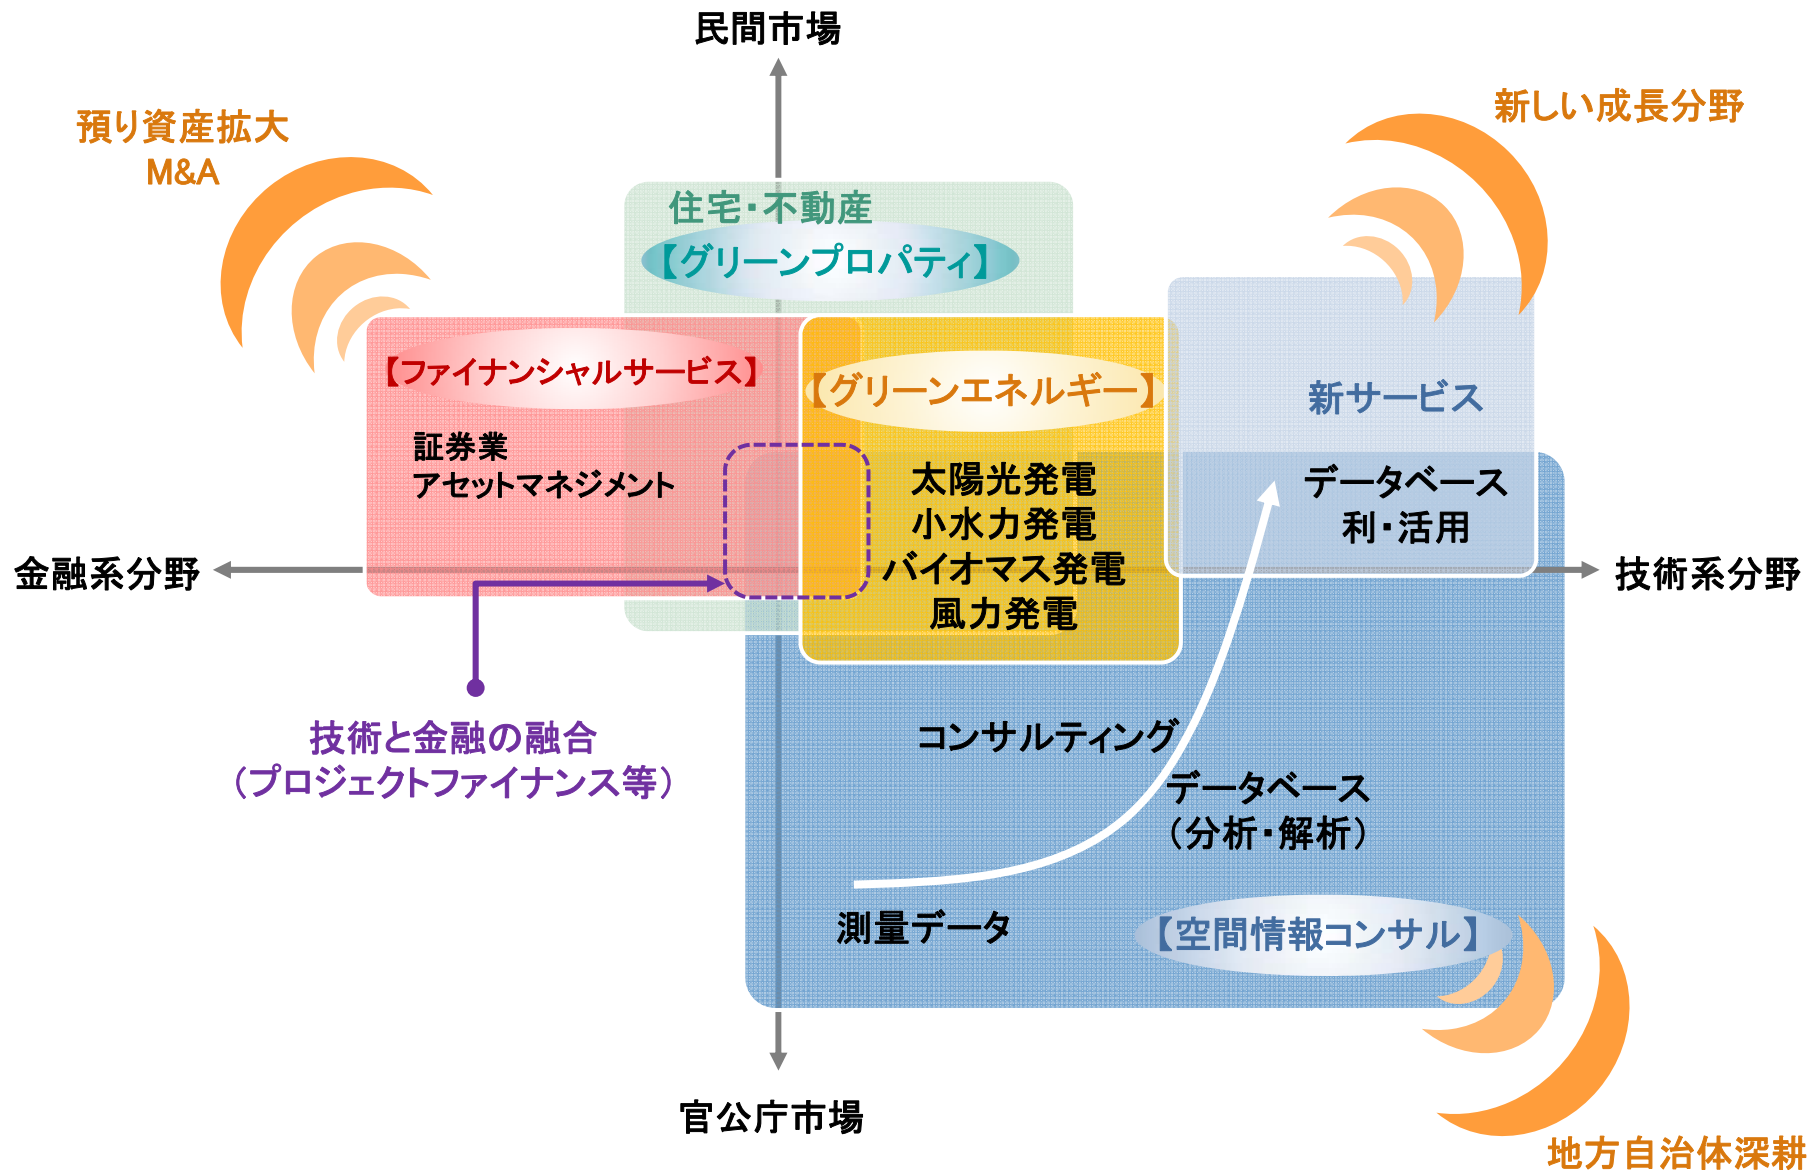 民間市場
預り資産拡大
M&A
新しい成長分野
住宅・不動産
【グリーンプロパティ】
【ファイナンシャルサービス】
証券業
アセットマネジメント
【グリーンエネルギー】
太陽光発電
小水力発電
バイオマス発電
風力発電
新サービス
データベース
利・活用
金融系分野
技術系分野
技術と金融の融合
（プロジェクトファイナンス等）
コンサルティング
データベース
（分析・解析）
測量データ
【空間情報コンサル】
官公庁市場
地方自治体深耕